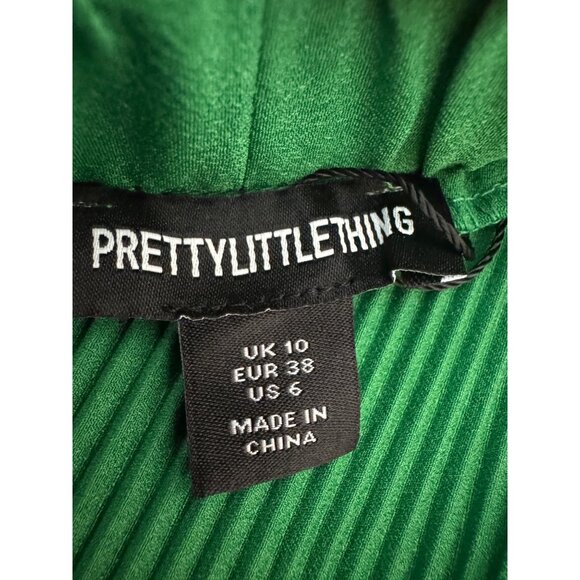 PRETTYLITTLETHING
UK 10
EUR 38
US 6
MADE IN
CHINA